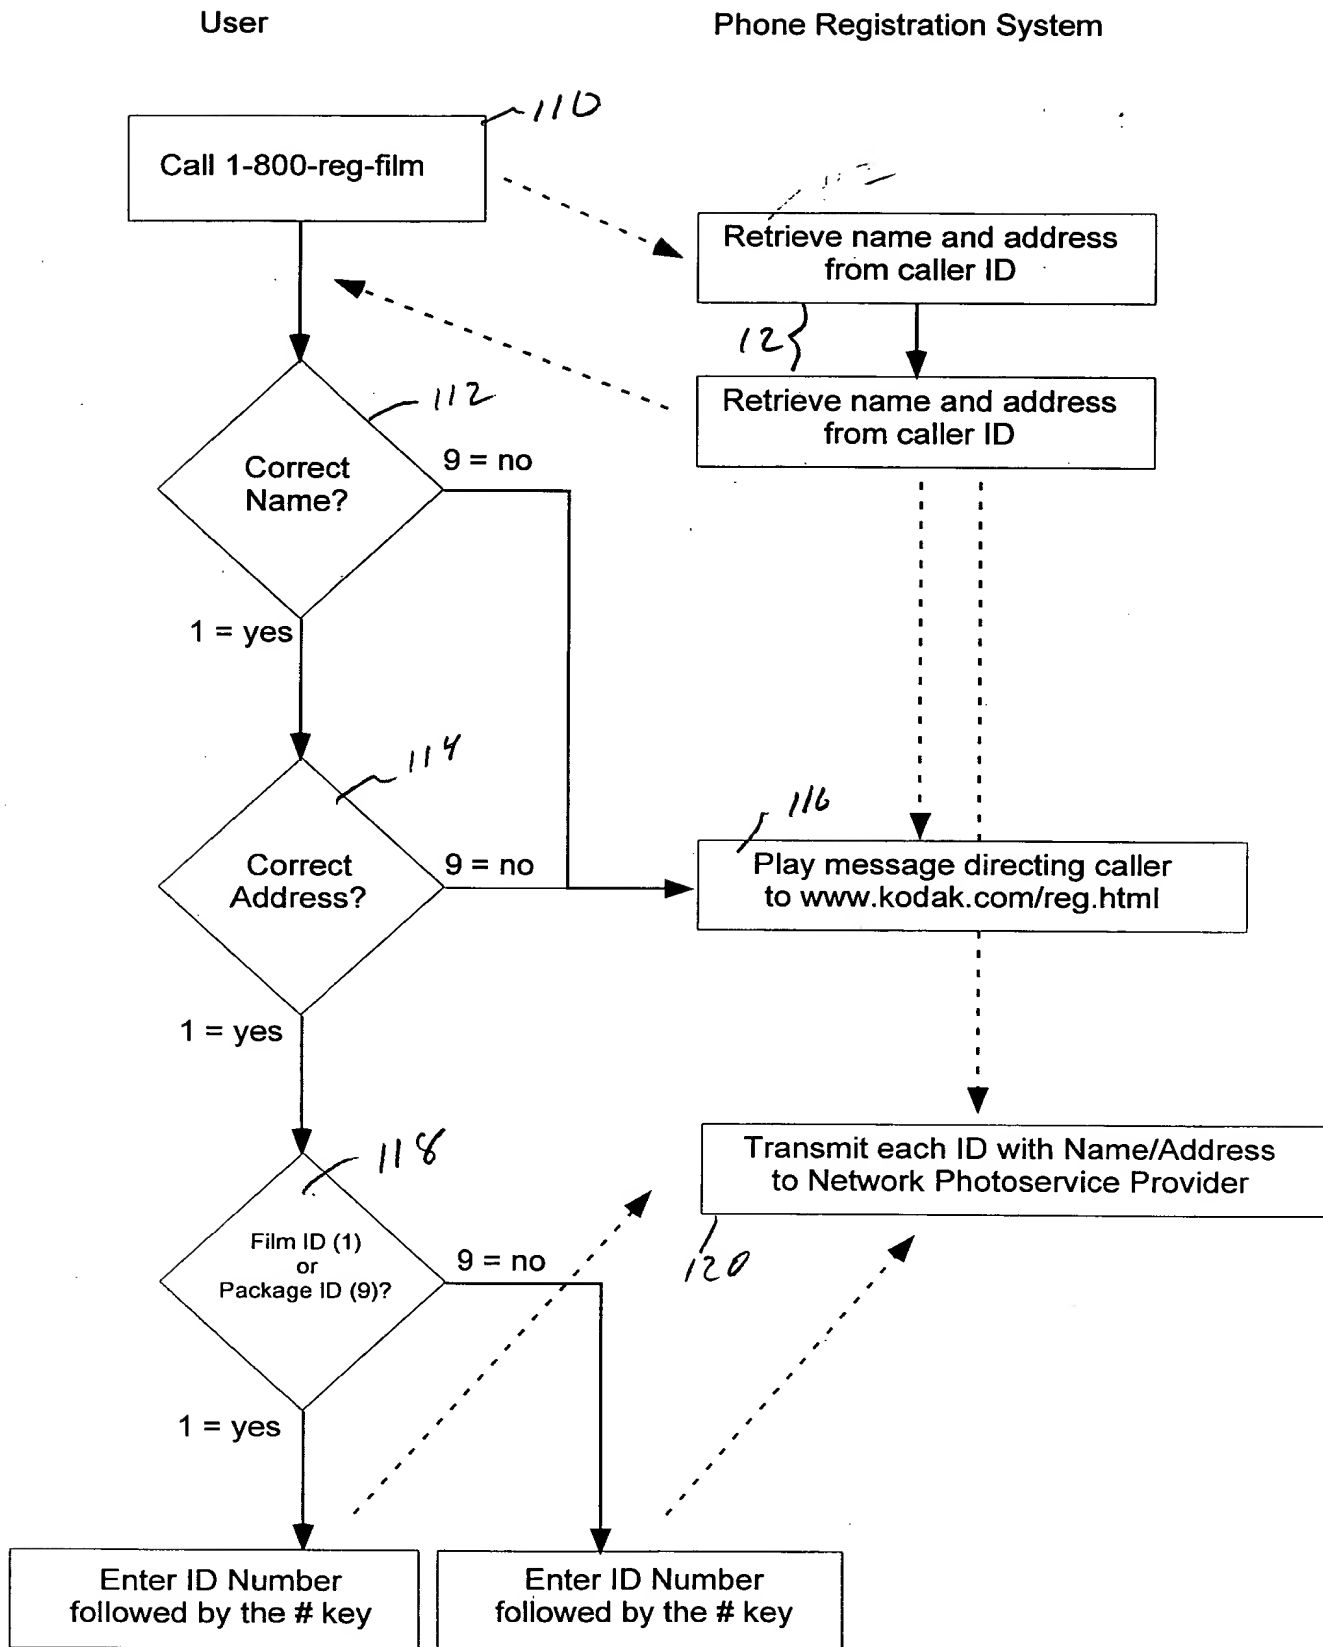 User
Phone Registration System
110
Call 1-800-reg-film
Retrieve name and address
from caller ID
12
Retrieve name and address
from caller ID
112
Correct
Name?
9 = no
1 = yes
114
116
Correct
Address?
9 = no
Play message directing caller
to www.kodak.com/reg.html
1 = yes
118
Transmit each ID with Name/Address
to Network Photoservice Provider
120
Film ID (1)
or
Package ID (9)?
9 = no
1 = yes
Enter ID Number
followed by the # key
Enter ID Number
followed by the # key